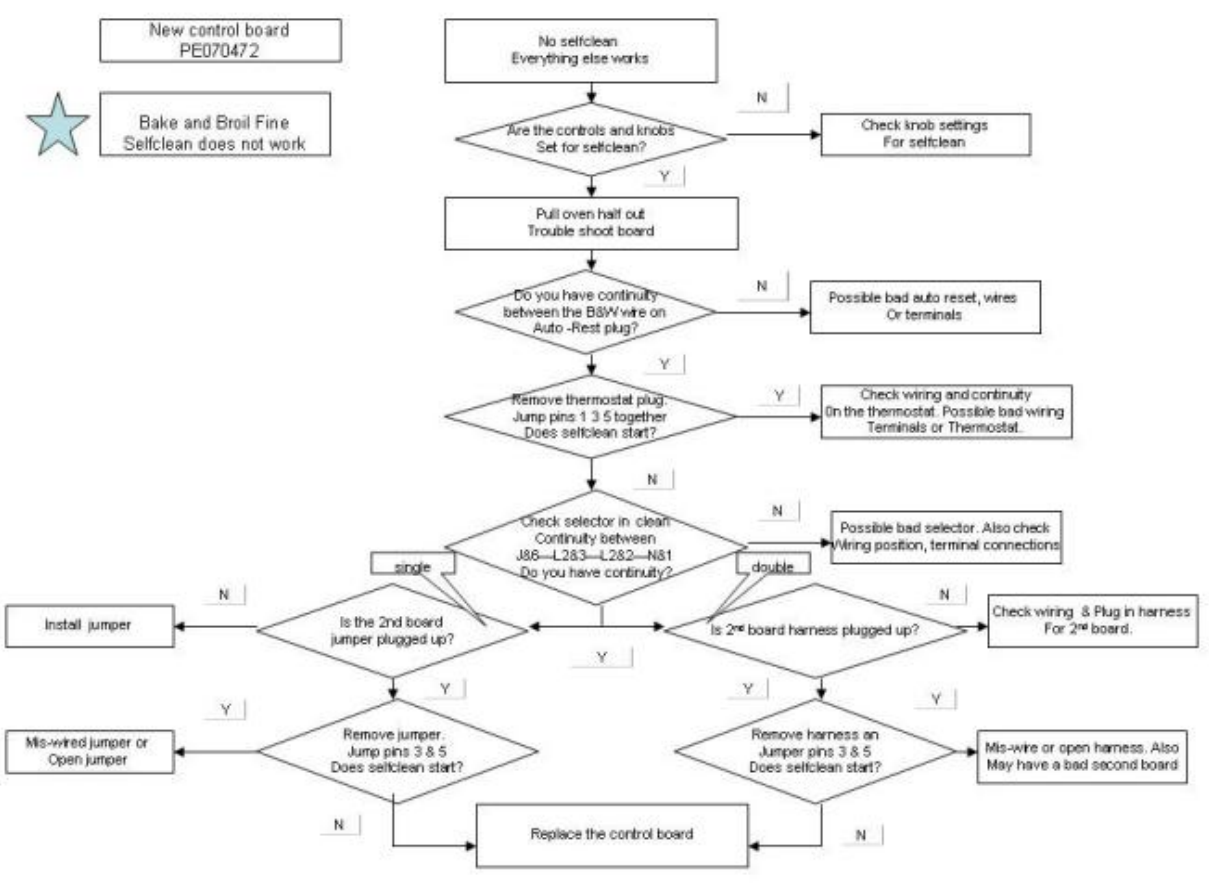 New control board
PE070472
No selfclean
Everything else works
Bake and Broil Fine
Selfclean does not work
N
Are the controls and knobs
Set for selfclean?
Check knob settings
For selfclean
Y
Pull oven half out
Trouble shoot board
N
Do you have continuity
between the B&W wire on
Auto -Rest plug?
Possible bad auto reset, wires
Or terminals
Y
Remove thermostat plug.
Jump pins 1 3 5 together
Does selfclean start?
Y
Check wiring and continuity
0n the thermostat. Possible bad wiring
Terminals or Thermostat.
N
Check selector in clean
Continuity between
J&6---L2&3---L2&2---N&1
Do you have continuity?
N
Possible bad selector. Also check
Wiring position, terminal connections
single
double
N
Install jumper
Is the 2nd board
jumper plugged up?
Y
Is 2nd board harness plugged up?
N
Check wiring & Plug in harness
For 2nd board.
Y
Y
Y
Y
Mis-wired jumper or
Open jumper
Remove jumper.
Jump pins 3 & 5
Does selfclean start?
Remove harness an
Jumper pins 3 & 5
Does selfclean start?
Mis-wire or open harness. Also
May have a bad second board
N
Replace the control board
N